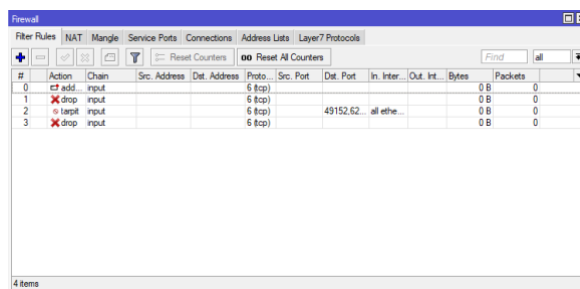 Firewall
Filter Rules NAT Mangle Service Ports Connections Address Lists Layer7 Protocols
Reset Counters 00 Reset All Counters Find all
# Action Chain Src. Address Dst. Address Proto... Src. Port Dst. Port In. Inter... Out. Int... Bytes Packets
0 add... input 6 (tcp) 0 B 0
1 drop input 6 (tcp) 0 B 0
2 tarpit input 6 (tcp) 49152,62... all ethe... 0 B 0
3 drop input 6 (tcp) 0 B 0
4 items